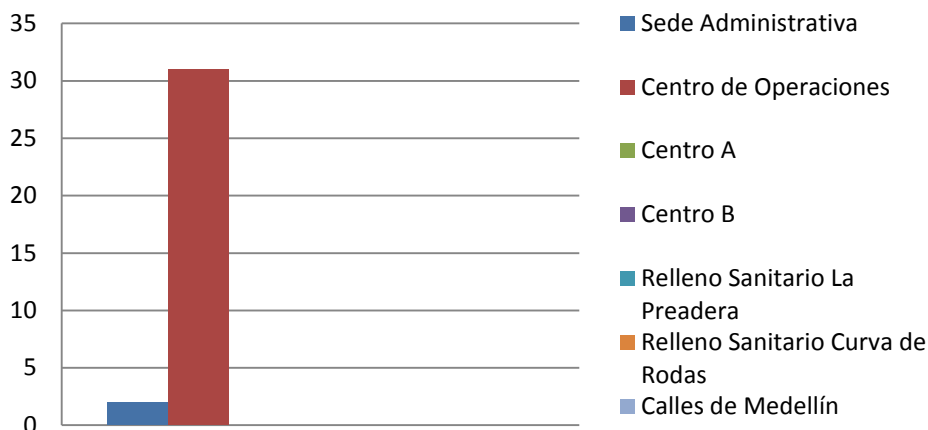 35
30
25
20
15
10
5
0
Sede Administrativa
Centro de Operaciones
Centro A
Centro B
Relleno Sanitario La
Preadera
Relleno Sanitario Curva de
Rodas
Calles de Medellín